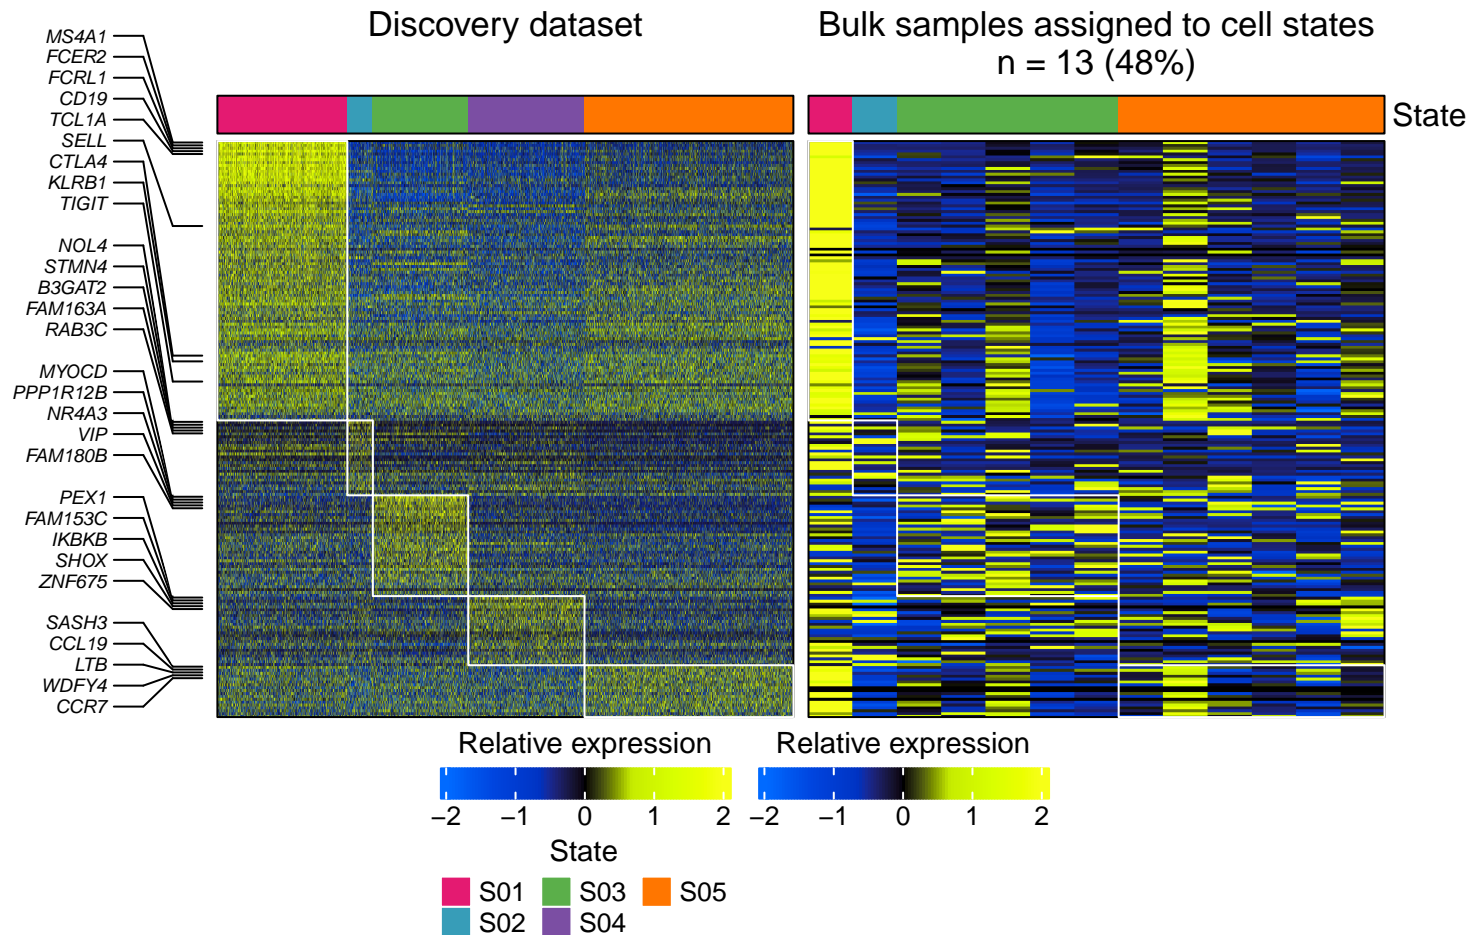 Discovery dataset
Bulk samples assigned to cell states
n = 13 (48%)
State
MS4A1
FCER2
FCRL1
CD19
TCL1A
SELL
CTLA4
KLRB1
TIGIT
NOL4
STMN4
B3GAT2
FAM163A
RAB3C
MYOCD
PPP1R12B
NR4A3
VIP
FAM180B
PEX1
FAM153C
IKBKB
SHOX
ZNF675
SASH3
CCL19
LTB
WDFY4
CCR7
Relative expression
−2 −1 0 1 2
Relative expression
−2 −1 0 1 2
State
S01 S03 S05
S02 S04